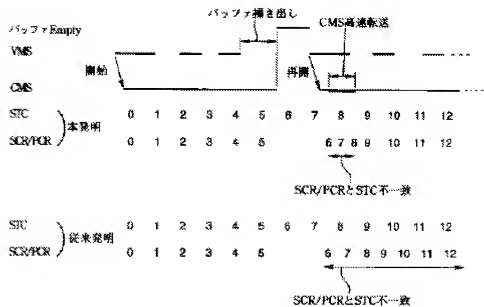 バッファ掃き出し
バッファEmpty
VMS
CMS高速転送
開始
再開
CMS
STC 0 1 2 3 4 5 6 7 8 9 10 11 12
本発明
SCR/PCR 0 1 2 3 4 5 6 7 8 9 10 11 12
SCR/PCRとSTC不一致
STC 0 1 2 3 4 5 6 7 8 9 10 11 12
従来発明
SCR/PCR 0 1 2 3 4 5 6 7 8 9 10 11 12
SCR/PCRとSTC不一致